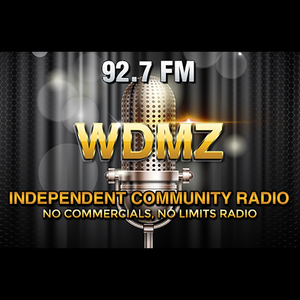 92.7 FM
WDMZ
INDEPENDENT COMMUNITY RADIO
NO COMMERCIALS, NO LIMITS RADIO